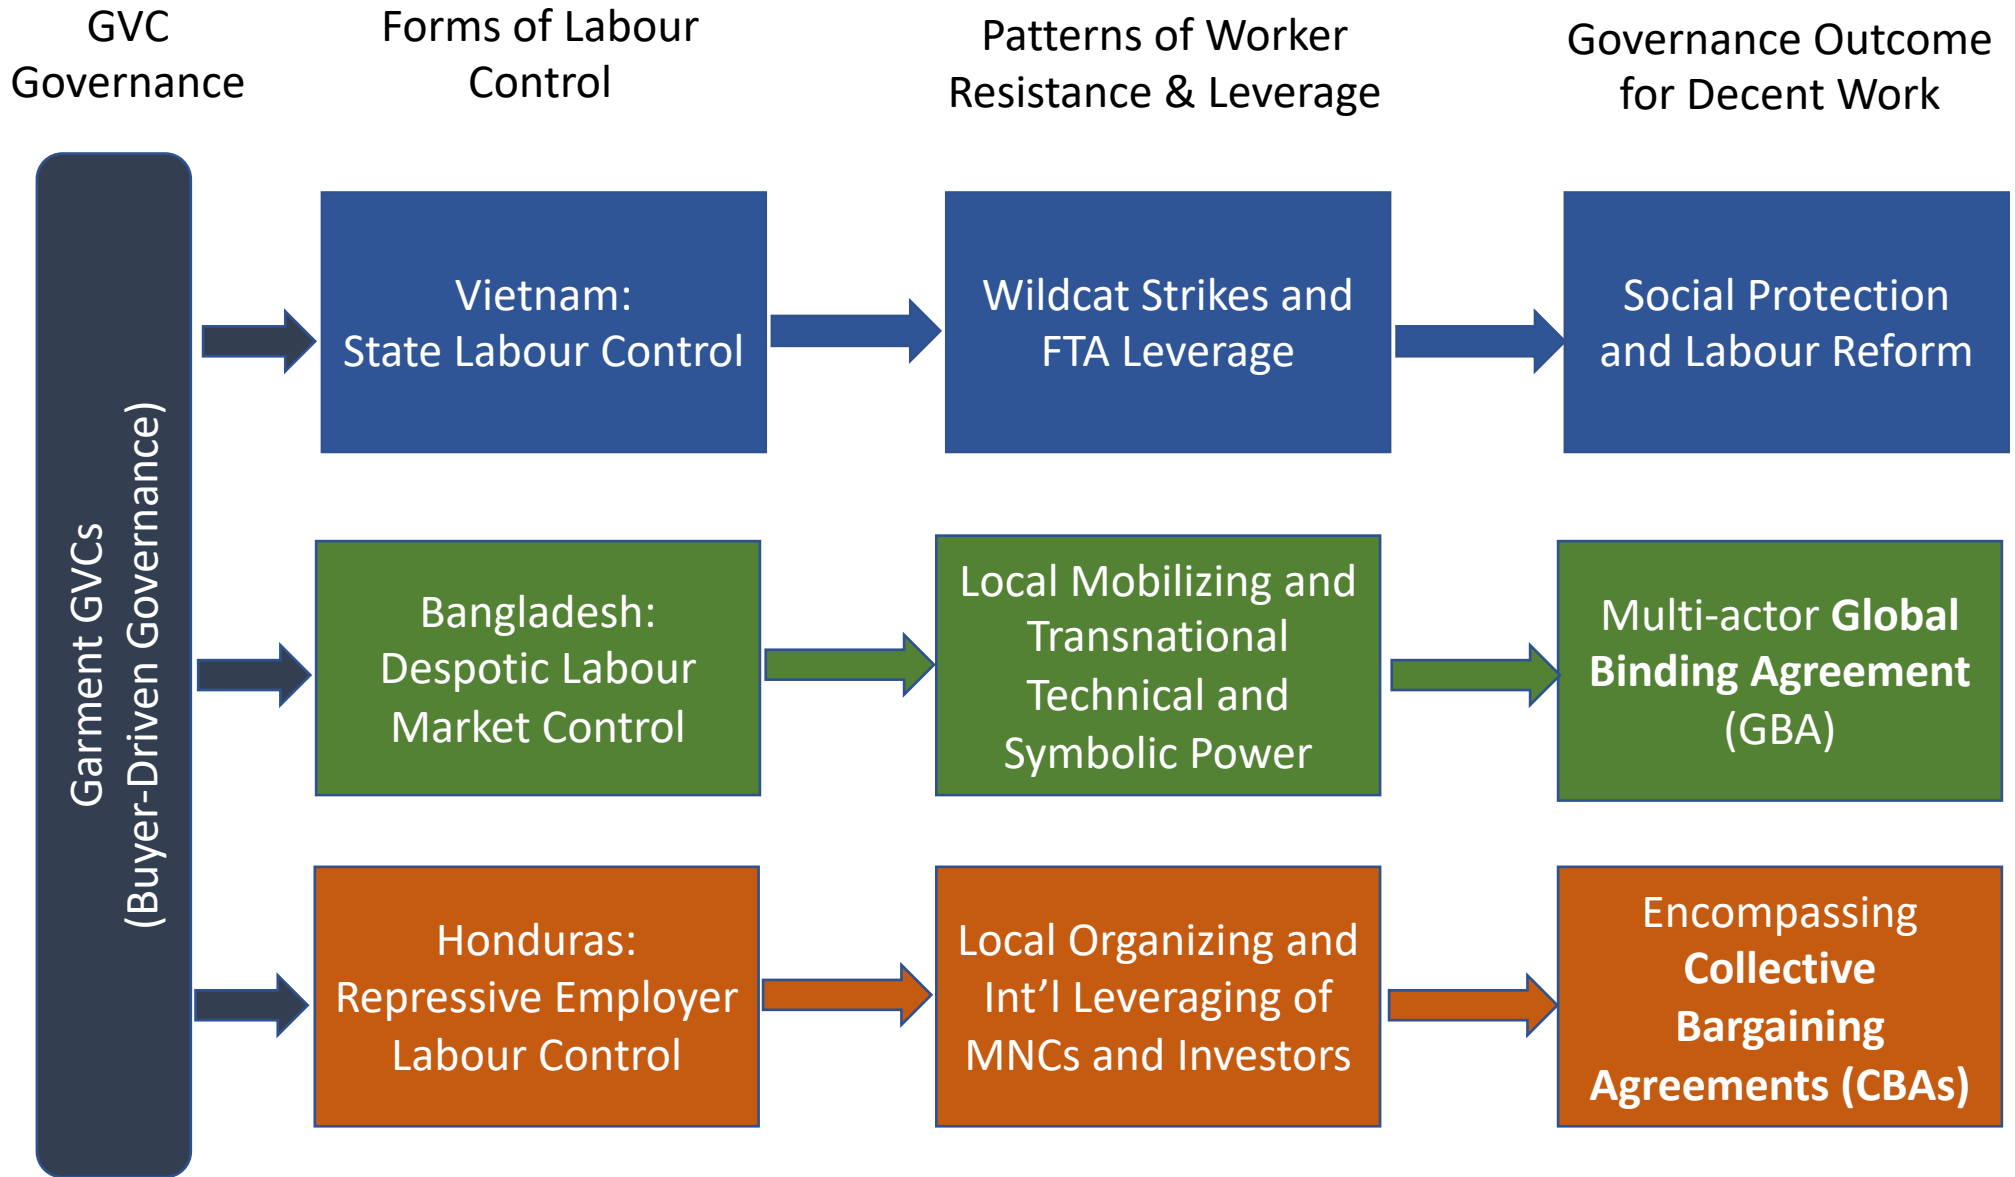 GVC
Governance
Forms of Labour
Control
Patterns of Worker
Resistance & Leverage
Governance Outcome
for Decent Work
Garment GVCs
(Buyer-Driven Governance)
Vietnam:
State Labour Control
Wildcat Strikes and
FTA Leverage
Social Protection
and Labour Reform
Bangladesh:
Despotic Labour
Market Control
Local Mobilizing and
Transnational
Technical and
Symbolic Power
Multi-actor Global
Binding Agreement
(GBA)
Honduras:
Repressive Employer
Labour Control
Local Organizing and
Int’l Leveraging of
MNCs and Investors
Encompassing
Collective
Bargaining
Agreements (CBAs)